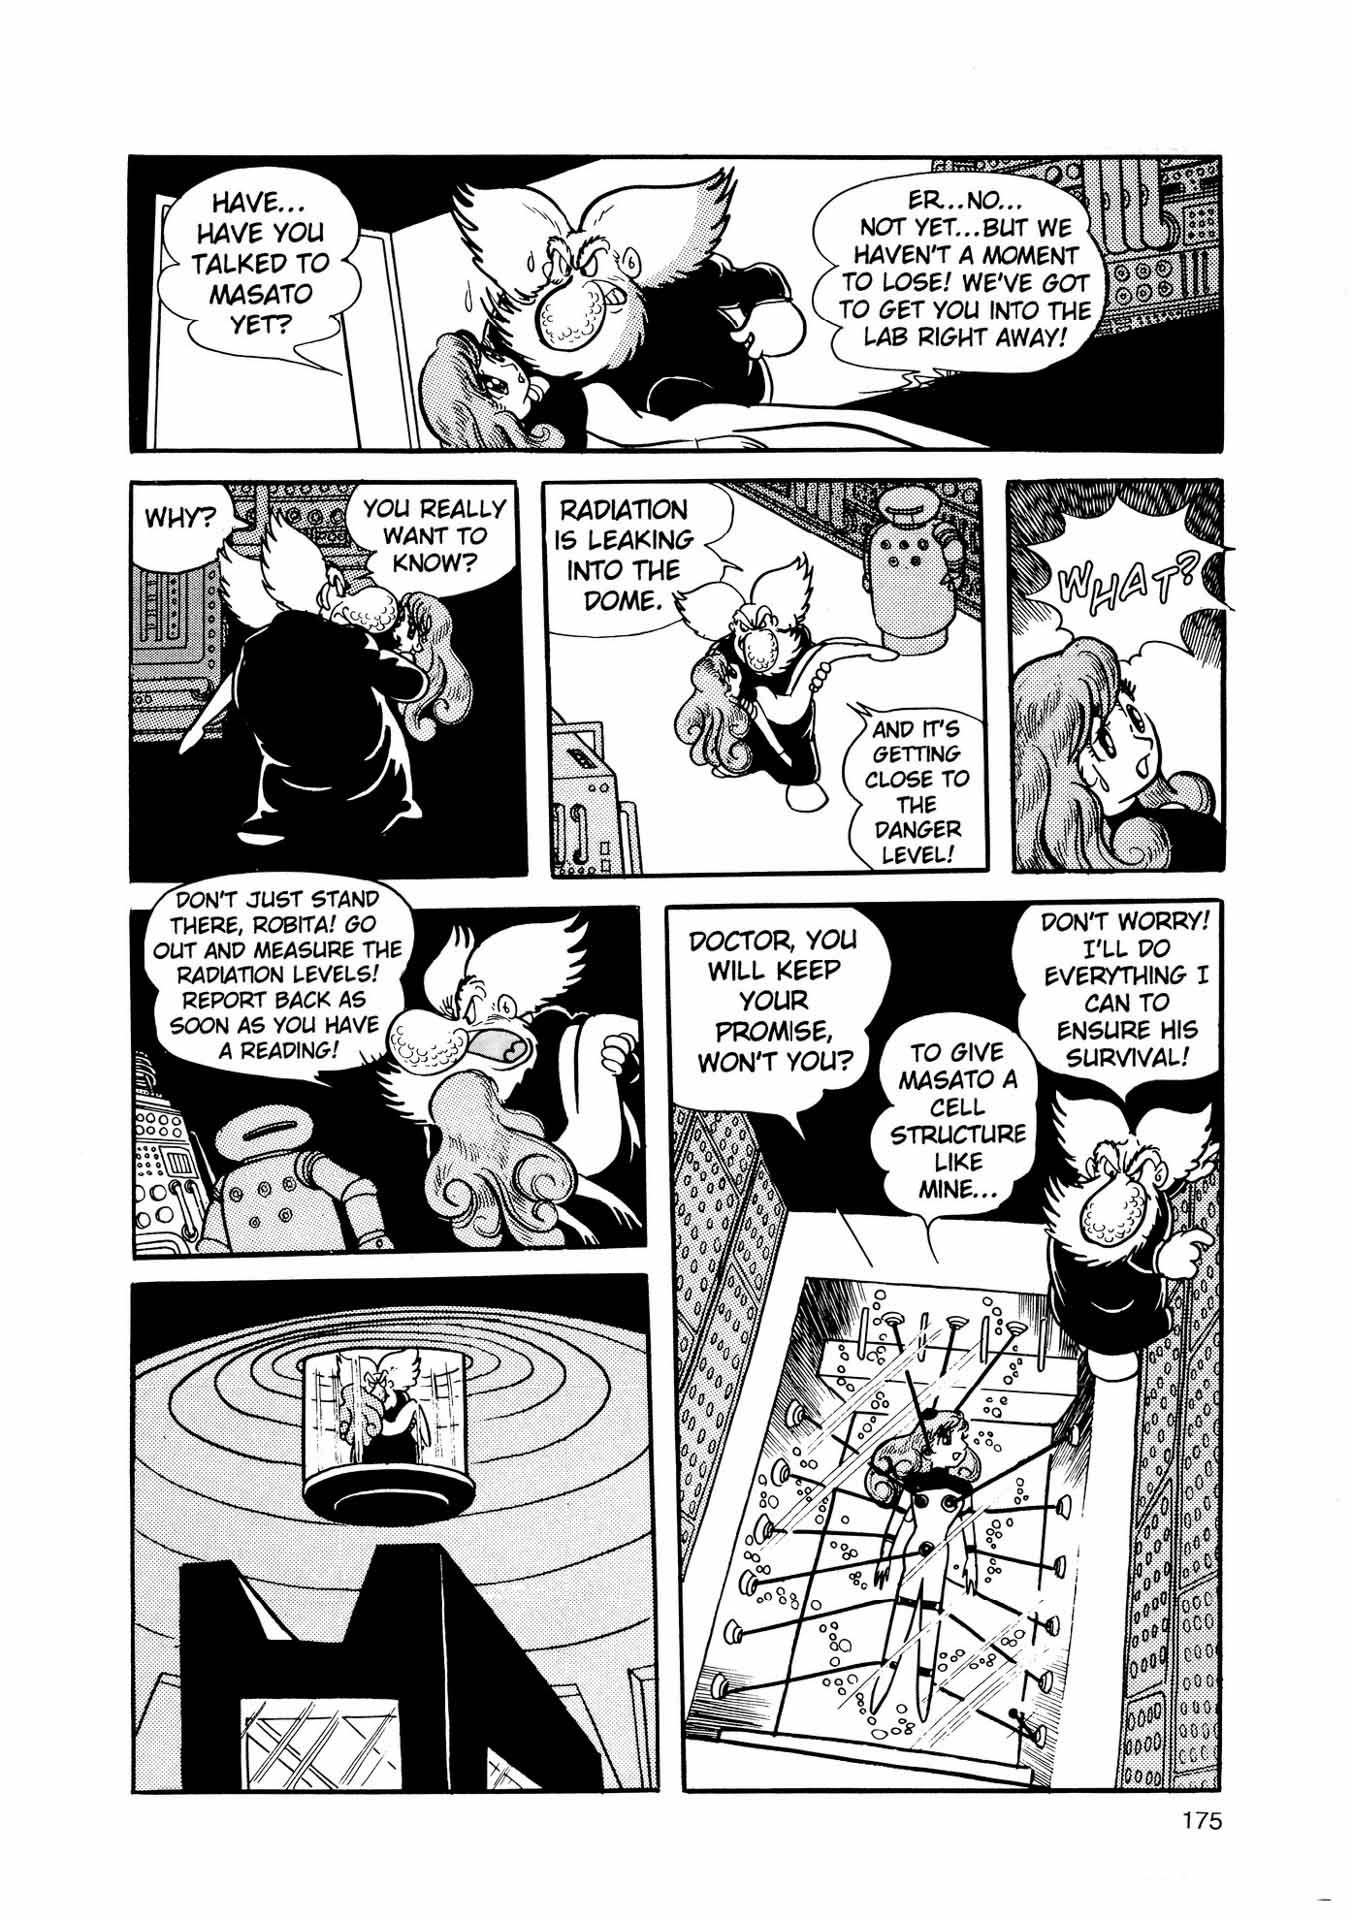 HAVE...
HAVE YOU
TALKED TO
MASATO
YET?
ER...NO...
NOT YET...BUT WE
HAVEN'T A MOMENT
TO LOSE! WE'VE GOT
TO GET YOU INTO THE
LAB RIGHT AWAY!
WHY?
YOU REALLY
WANT TO
KNOW?
RADIATION
IS LEAKING
INTO THE
DOME.
AND IT'S
GETTING
CLOSE TO
THE
DANGER
LEVEL!
WHAT?
DON'T JUST STAND
THERE, ROBITA! GO
OUT AND MEASURE THE
RADIATION LEVELS!
REPORT BACK AS
SOON AS YOU HAVE
A READING!
DOCTOR, YOU
WILL KEEP
YOUR
PROMISE,
WON'T YOU?
TO GIVE
MASATO A
CELL
STRUCTURE
LIKE
MINE...
DON'T WORRY!
I'LL DO
EVERYTHING I
CAN TO
ENSURE HIS
SURVIVAL!
175